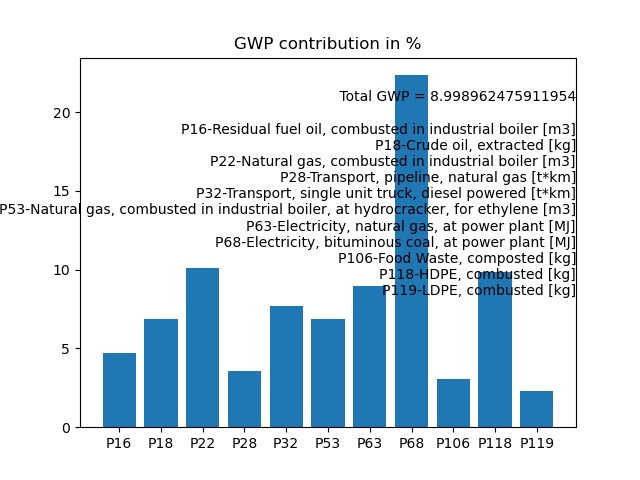 GWP contribution in %
Total GWP = 8.998962475911954
20
P16-Residual fuel oil, combusted in industrial boiler [m3]
P18-Crude oil, extracted [kg]
P22-Natural gas, combusted in industrial boiler [m3]
P28-Transport, pipeline, natural gas [t*km]
15
P32-Transport, single unit truck, diesel powered [t*km]
P53-Natural gas, combusted in industrial boiler, at hydrocracker, for ethylene [m3]
P63-Electricity, natural gas, at power plant [MJ]
P68-Electricity, bituminous coal, at power plant [MJ]
P106-Food Waste, composted [kg]
10
P118-HDPE, combusted [kg]
P119-LDPE, combusted [kg]
5
0
P16 P18 P22 P28 P32 P53 P63 P68 P106 P118 P119